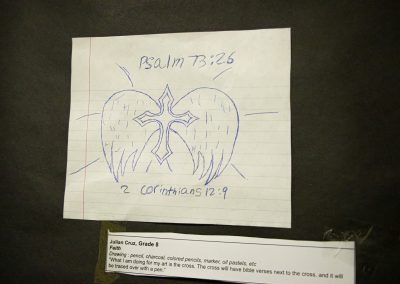 Psalm 73:26
2 corinthians 12:9
Julian Cruz, Grade 8
Faith
Drawing : pencil, charcoal, colored pencils, marker, oil pastels, etc
"What I am doing for my art is the cross. The cross will have bible verses next to the cross, and it will
be traced over with a pen."